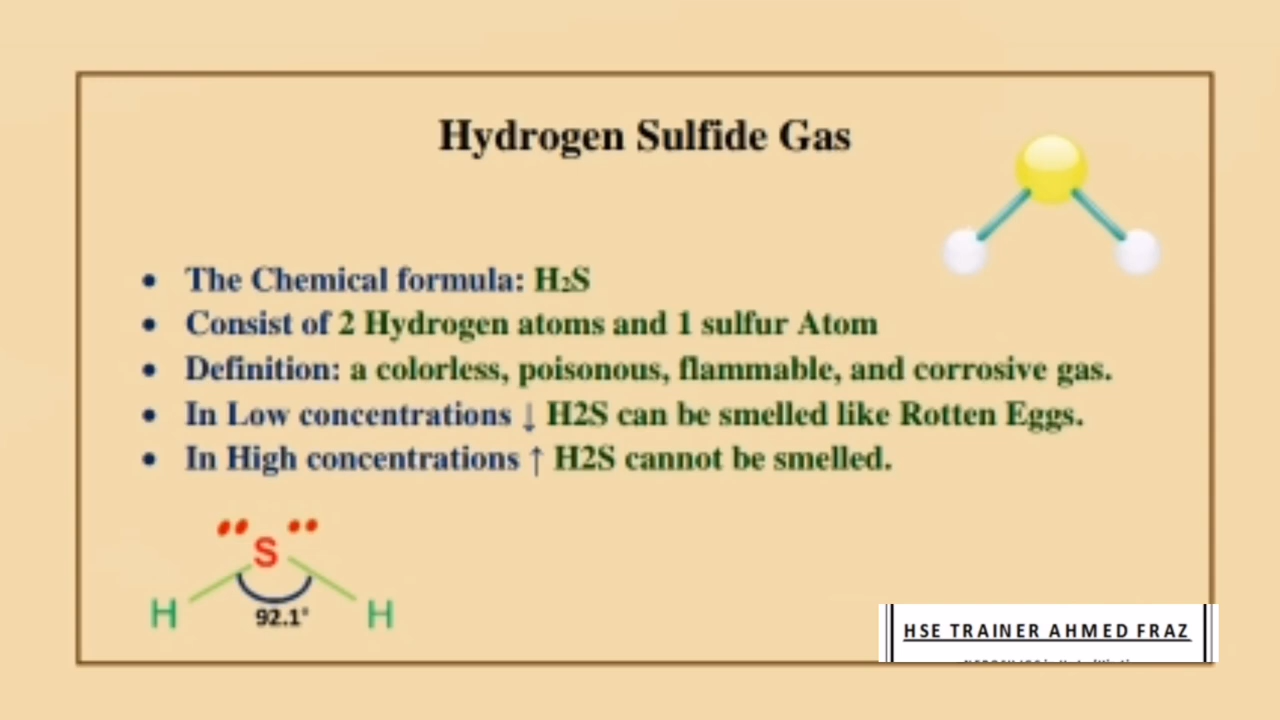 Hydrogen Sulfide Gas
• The Chemical formula: H₂S
• Consist of 2 Hydrogen atoms and 1 sulfur Atom
• Definition: a colorless, poisonous, flammable, and corrosive gas.
• In Low concentrations ↓ H2S can be smelled like Rotten Eggs.
• In High concentrations ↑ H2S cannot be smelled.
S
H H
92.1°
HSE TRAINER AHMED FRAZ